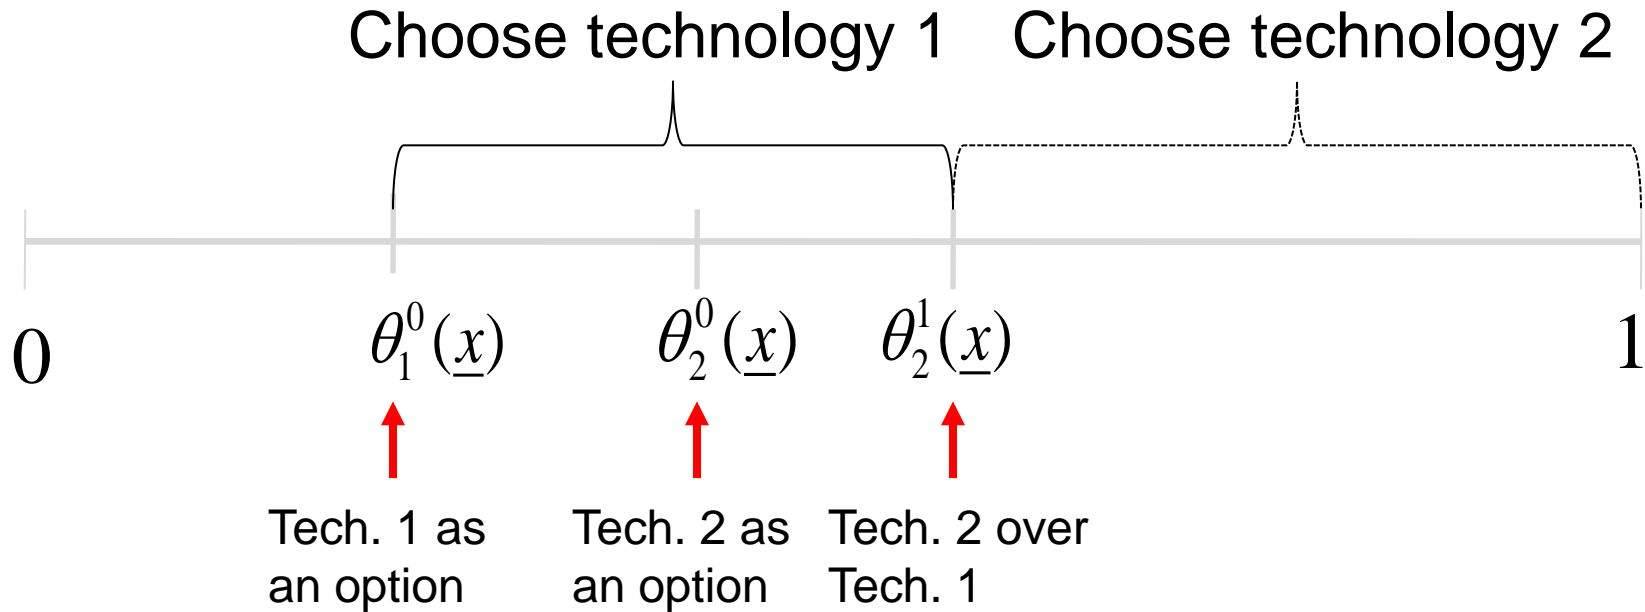 Choose technology 1 Choose technology 2
0 θ₁⁰(x̲) θ₂⁰(x̲) θ₂¹(x̲) 1
Tech. 1 as Tech. 2 as Tech. 2 over
an option an option Tech. 1